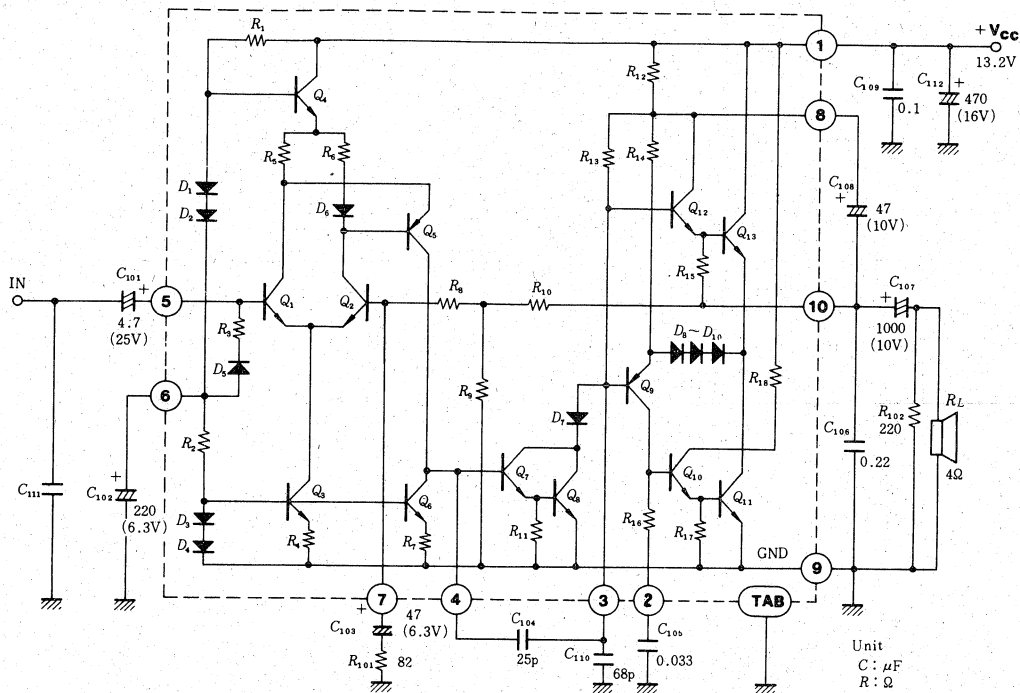 R1
1
+ Vcc
13.2V
R12
C109
0.1
C112
+
470
(16V)
Q4
8
R5
R6
R13
R14
D1
D2
D6
Q5
Q12
Q13
C108
+
47
(10V)
R15
IN
C101
+
4.7
(25V)
5
Q1
Q2
R8
R10
10
C107
+
1000
(10V)
R3
D5
D8~D10
R18
6
R9
Q9
R102
220
RL
4Ω
R2
D7
C106
0.22
C111
C102
+
220
(6.3V)
D3
D4
Q3
Q6
Q7
Q8
Q10
Q11
R4
R7
R11
R16
R17
GND
9
7
4
3
2
TAB
+
C103
47
(6.3V)
R101
82
C104
25p
C110
68p
C105
0.033
Unit
C : μF
R : Ω